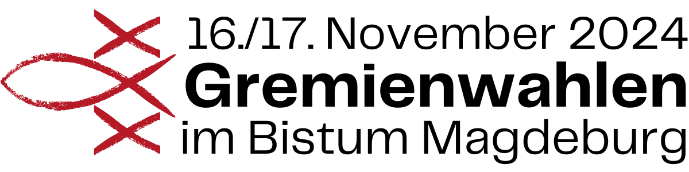 16./17. November 2024
Gremienwahlen
im Bistum Magdeburg